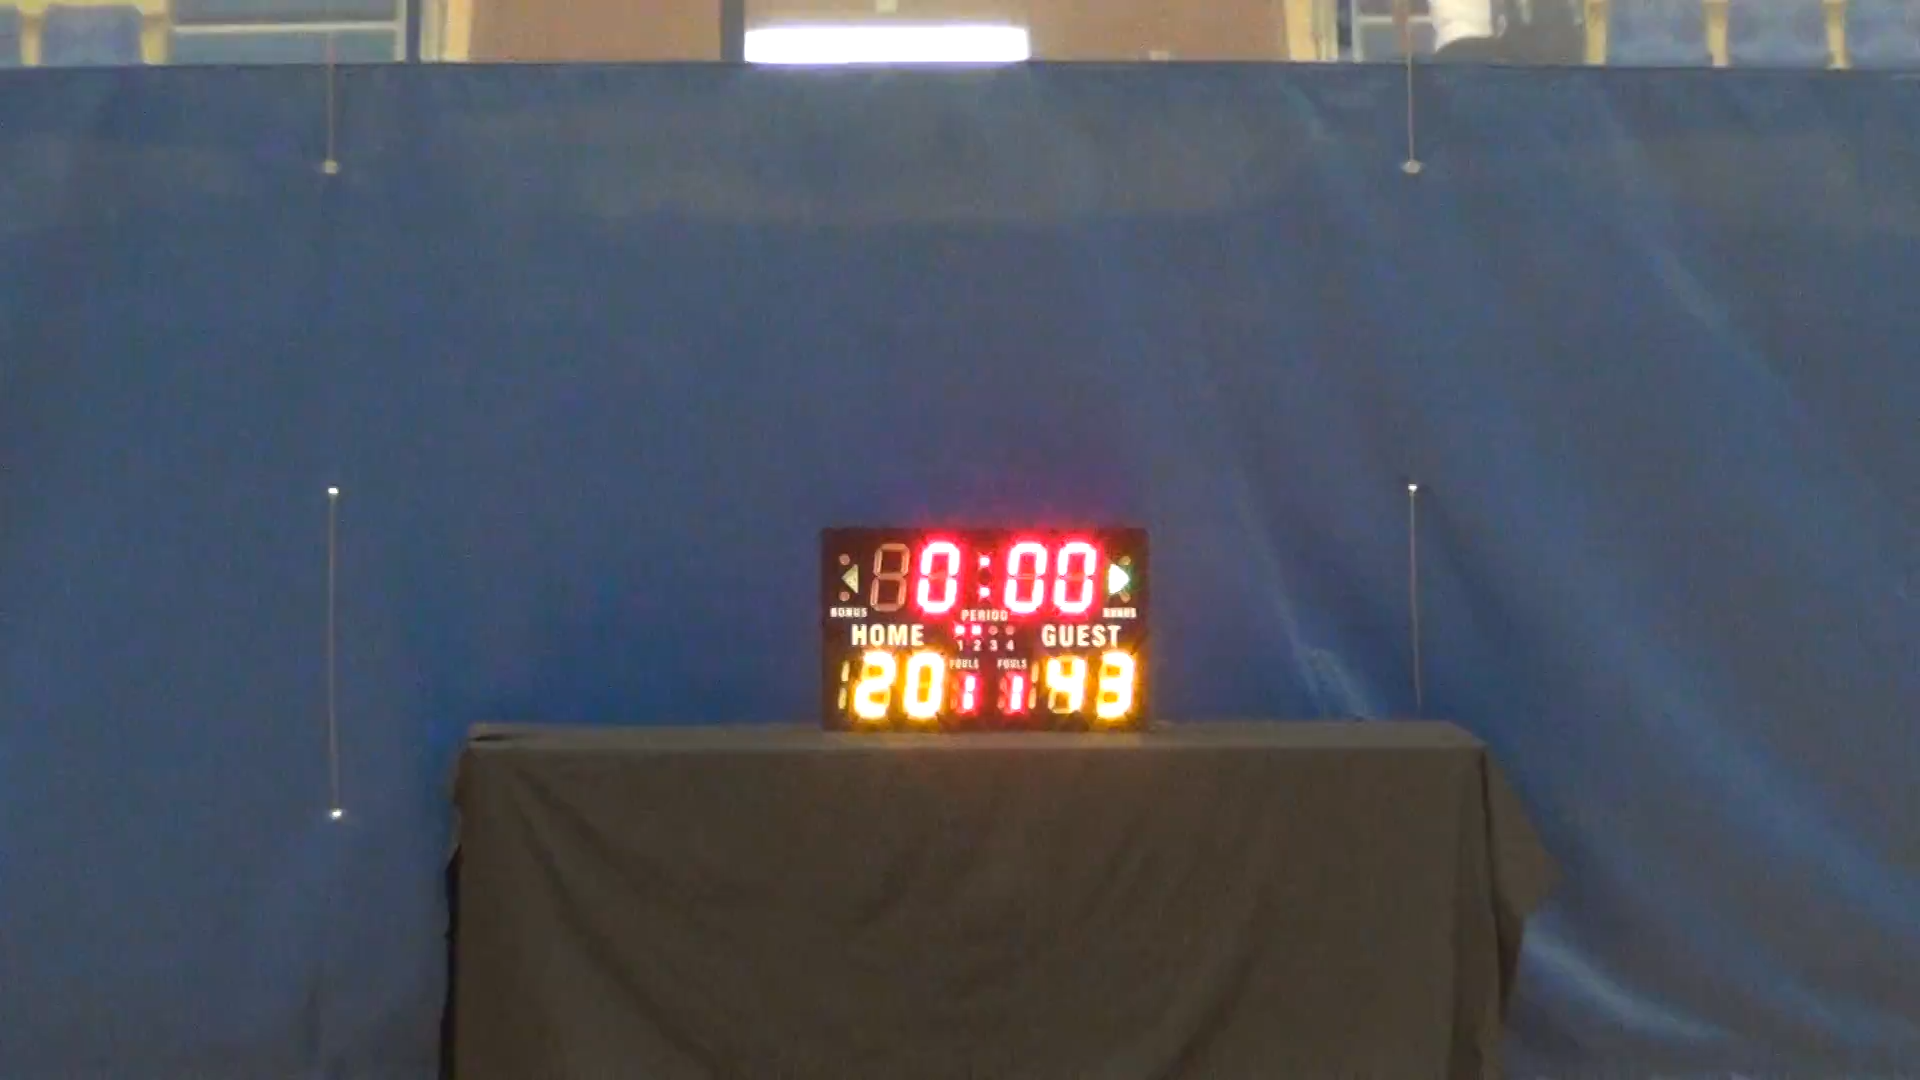 0:00
BONUS PERIOD BONUS
HOME GUEST
1 2 3 4
FOULS FOULS
20 1 1 43